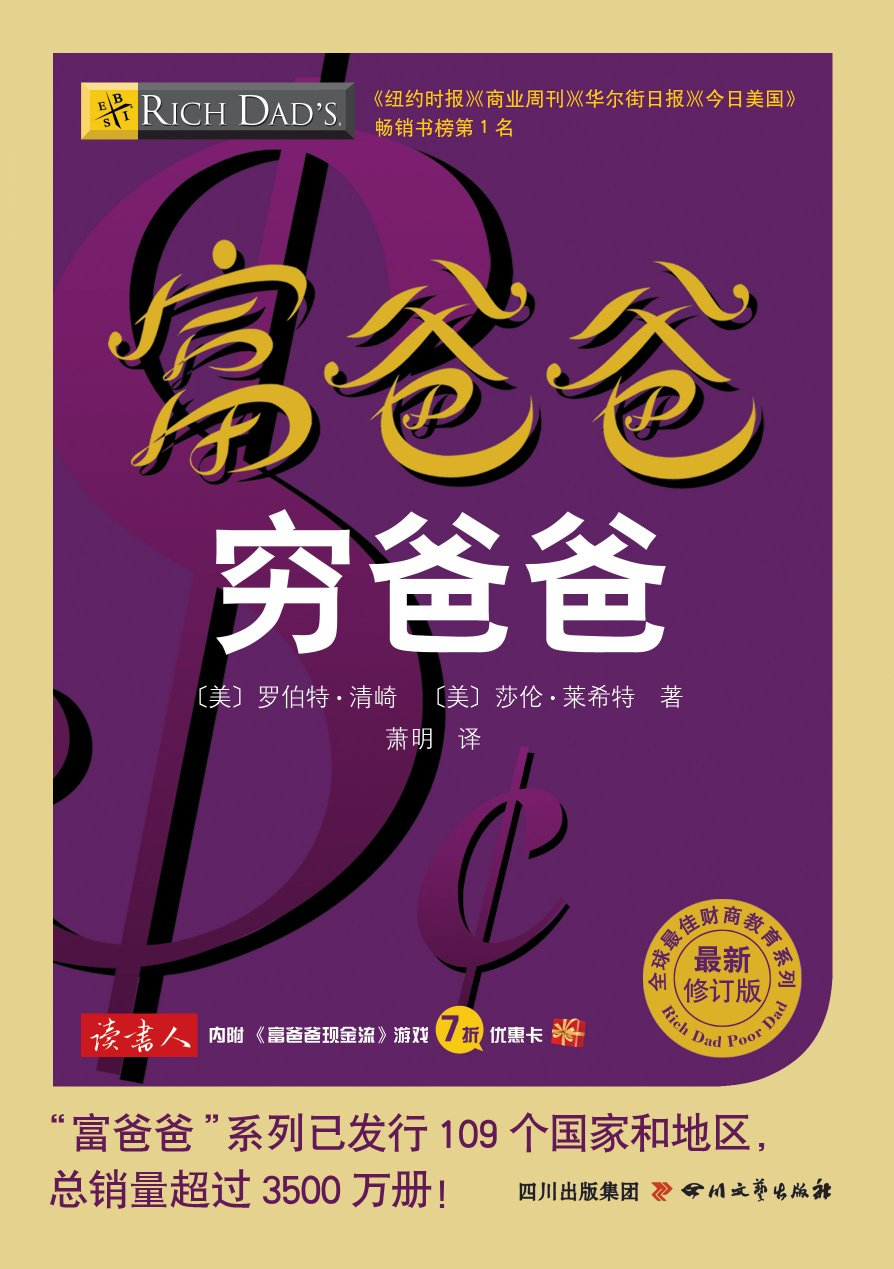 EBSI RICH DAD'S
《纽约时报》《商业周刊》《华尔街日报》《今日美国》
畅销书榜第1名
富爸爸
穷爸爸
〔美〕罗伯特·清崎 〔美〕莎伦·莱希特 著
萧明 译
全球最佳财商教育系列
最新
修订版
Rich Dad Poor Dad
读书人 内附《富爸爸现金流》游戏 7折 优惠卡
“富爸爸”系列已发行109个国家和地区，
总销量超过3500万册！
四川出版集团 四川文艺出版社